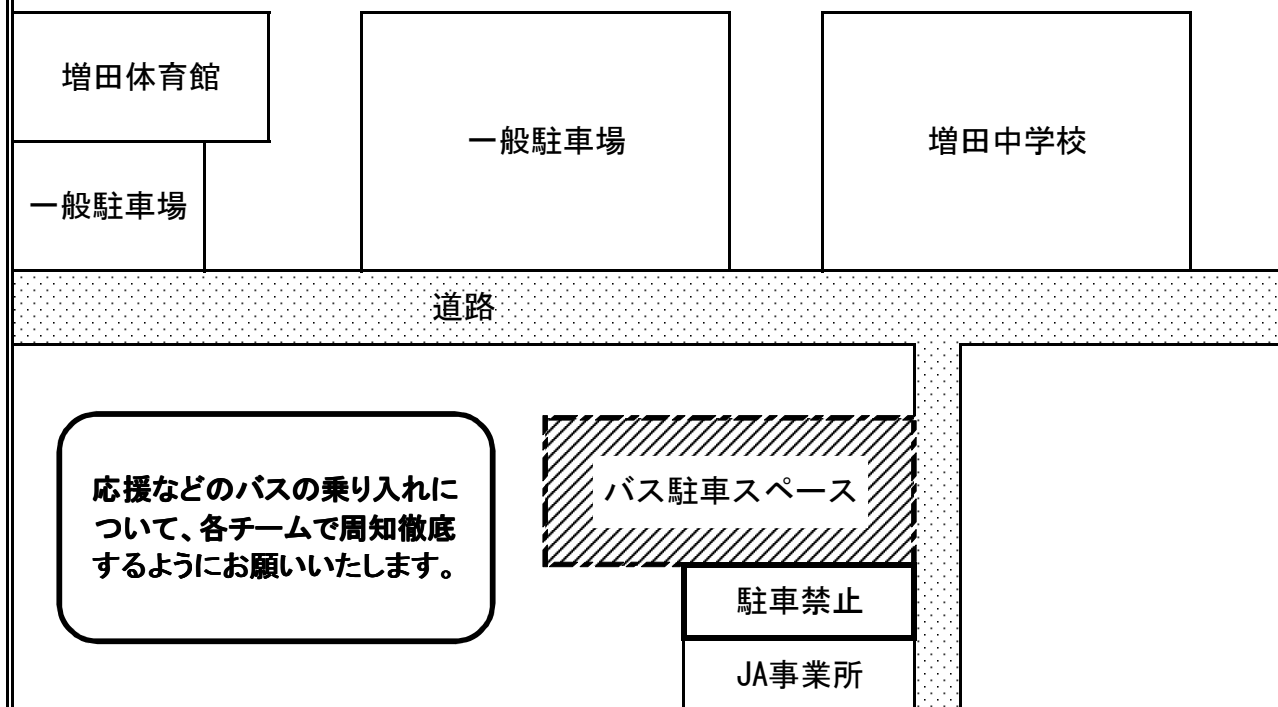 増田体育館
一般駐車場
増田中学校
一般駐車場
道路
応援などのバスの乗り入れに
ついて、各チームで周知徹底
するようにお願いいたします。
バス駐車スペース
駐車禁止
JA事業所